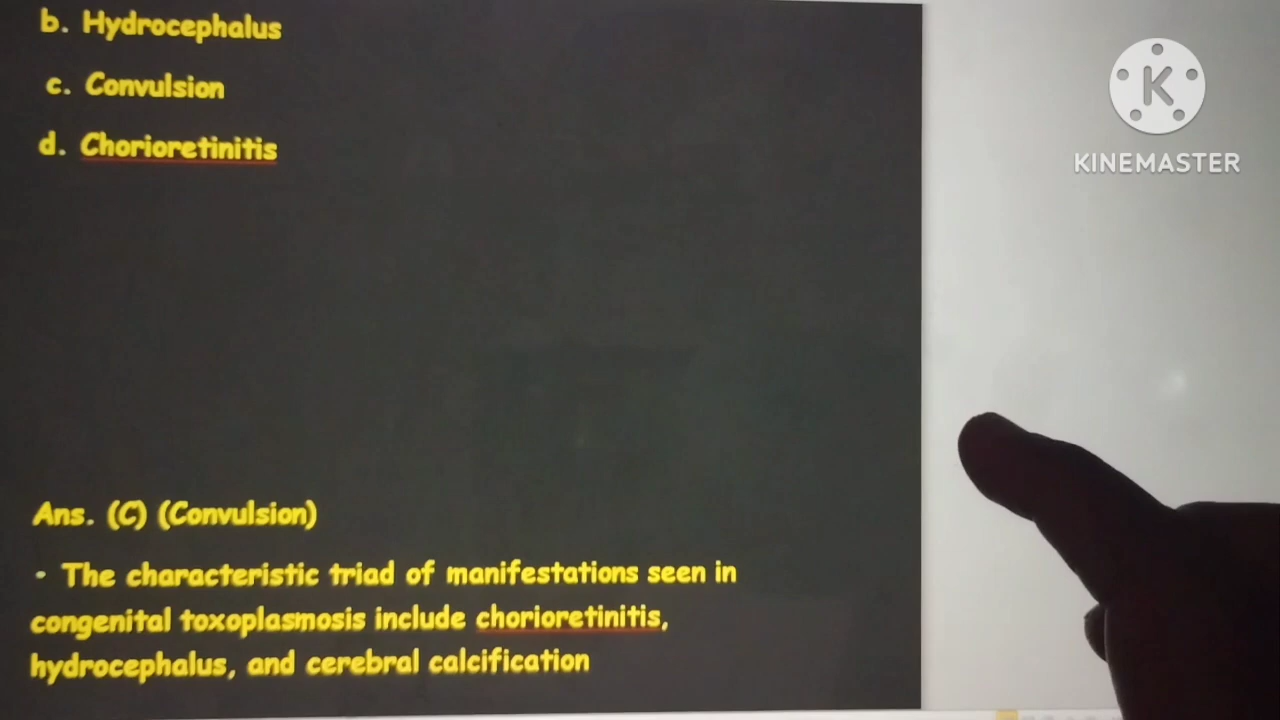 b. Hydrocephalus
c. Convulsion
d. Chorioretinitis
Ans. (C) (Convulsion)
• The characteristic triad of manifestations seen in
congenital toxoplasmosis include chorioretinitis,
hydrocephalus, and cerebral calcification
K
KINEMASTER